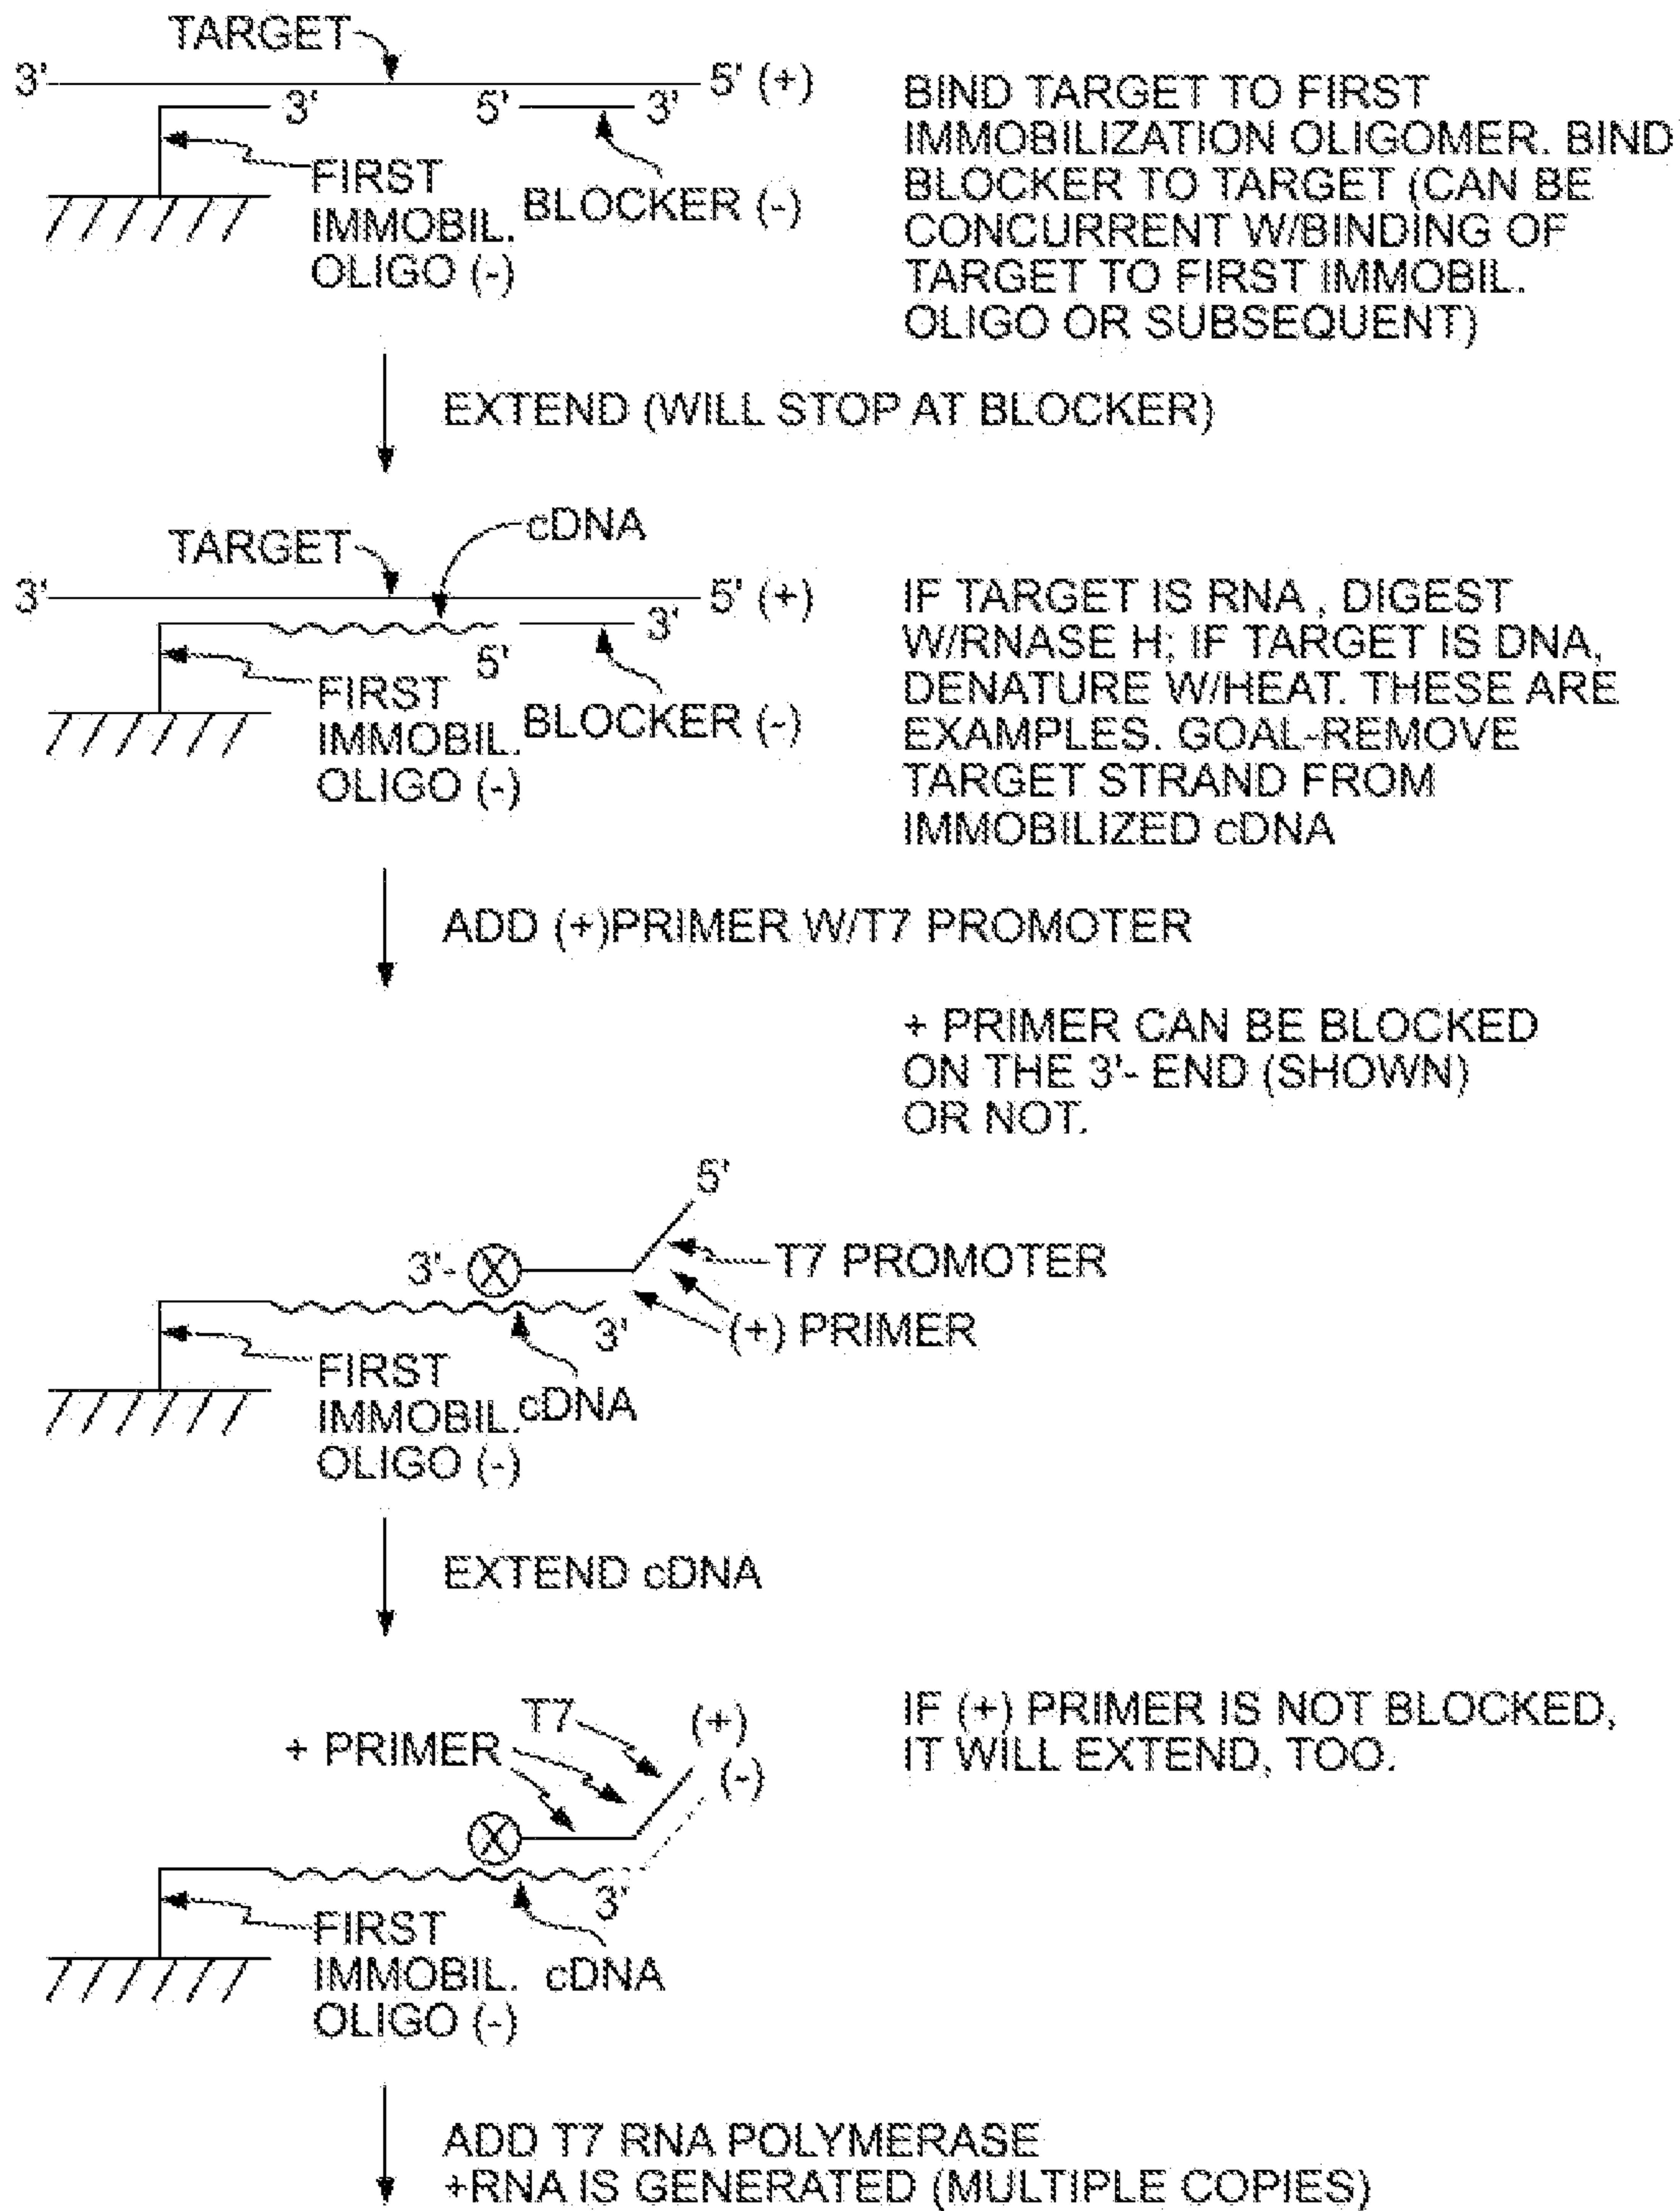 TARGET
3'
5' (+)
3'
5'
3'
FIRST
IMMOBIL.
OLIGO (-)
BLOCKER (-)
BIND TARGET TO FIRST
IMMOBILIZATION OLIGOMER. BIND
BLOCKER TO TARGET (CAN BE
CONCURRENT W/BINDING OF
TARGET TO FIRST IMMOBIL.
OLIGO OR SUBSEQUENT)
EXTEND (WILL STOP AT BLOCKER)
cDNA
TARGET
3'
5' (+)
3'
5'
FIRST
IMMOBIL.
OLIGO (-)
BLOCKER (-)
IF TARGET IS RNA , DIGEST
W/RNASE H; IF TARGET IS DNA,
DENATURE W/HEAT. THESE ARE
EXAMPLES. GOAL-REMOVE
TARGET STRAND FROM
IMMOBILIZED cDNA
ADD (+)PRIMER W/T7 PROMOTER
+ PRIMER CAN BE BLOCKED
ON THE 3'- END (SHOWN)
OR NOT.
5'
3'-
T7 PROMOTER
(+) PRIMER
3'
FIRST
IMMOBIL.
OLIGO (-)
cDNA
EXTEND cDNA
T7
+ PRIMER
(+)
(-)
IF (+) PRIMER IS NOT BLOCKED,
IT WILL EXTEND, TOO.
3'
FIRST
IMMOBIL.
OLIGO (-)
cDNA
ADD T7 RNA POLYMERASE
+RNA IS GENERATED (MULTIPLE COPIES)